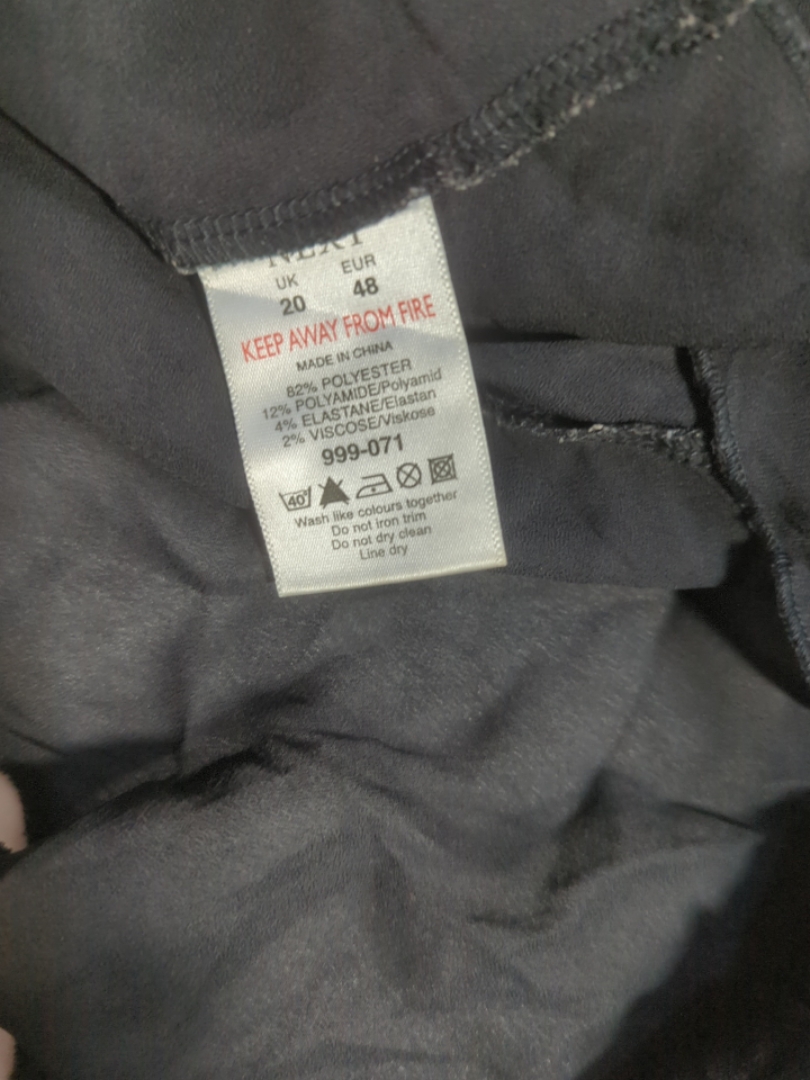 NEXT
UK EUR
20 48
KEEP AWAY FROM FIRE
MADE IN CHINA
82% POLYESTER
12% POLYAMIDE/Polyamid
4% ELASTANE/Elastan
2% VISCOSE/Viskose
999-071
40°
Wash like colours together
Do not iron trim
Do not dry clean
Line dry